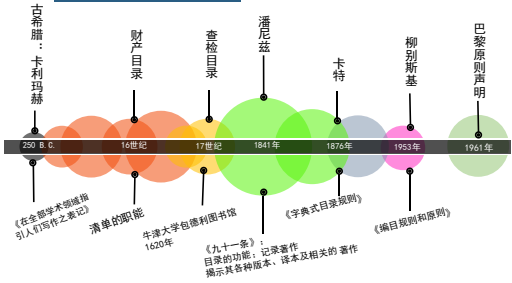 古希腊：卡利玛赫
财产目录
查检目录
潘尼兹
卡特
柳别斯基
巴黎原则声明
250 B.C.
16世纪
17世纪
1841年
1876年
1953年
1961年
《在全部学术领域指
引人们写作之表记》
清单的职能
牛津大学包德利图书馆
1620年
《九十一条》：
目录的功能：记录著作
揭示其各种版本、译本及相关的 著作
《字典式目录规则》
《编目规则和原则》